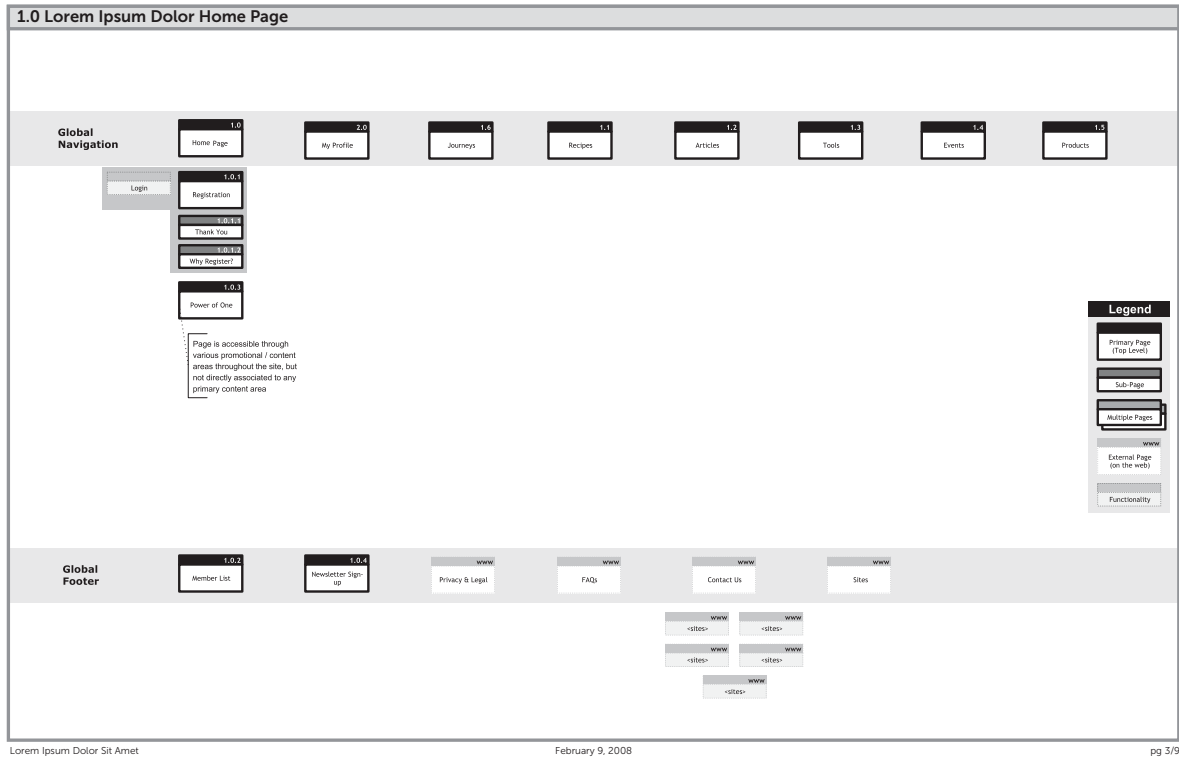 1.0 Lorem Ipsum Dolor Home Page
Global
Navigation
1.0
Home Page
2.0
My Profile
1.6
Journeys
1.1
Recipes
1.2
Articles
1.3
Tools
1.4
Events
1.5
Products
Login
1.0.1
Registration
1.0.1.1
Thank You
1.0.1.2
Why Register?
1.0.3
Power of One
Page is accessible through
various promotional / content
areas throughout the site, but
not directly associated to any
primary content area
Legend
Primary Page
(Top Level)
Sub-Page
Multiple Pages
www
External Page
(on the web)
Functionality
Global
Footer
1.0.2
Member List
1.0.4
Newsletter Sign-
up
www
Privacy & Legal
www
FAQs
www
Contact Us
www
Sites
www
<sites>
www
<sites>
www
<sites>
www
<sites>
www
<sites>
Lorem Ipsum Dolor Sit Amet
February 9, 2008
pg 3/9